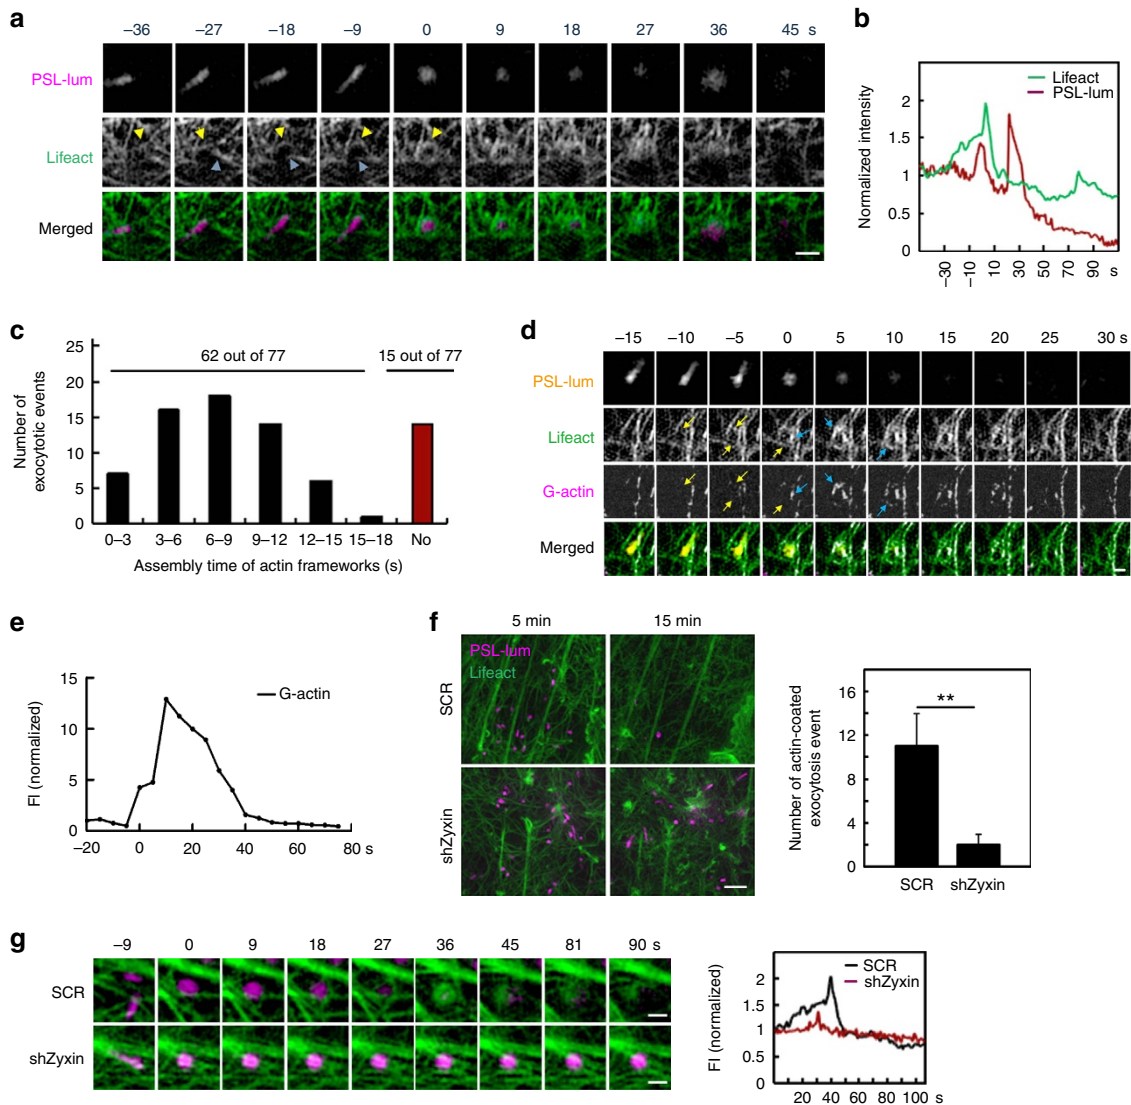 a
−36 −27 −18 −9 0 9 18 27 36 45 s
PSL-lum
Lifeact
Merged
b
Normalized intensity
2
1
1
0.5
0
Lifeact
PSL-lum
−30 −10 10 30 50 70 90 s
c
Number of
exocytotic events
25
20
15
10
5
0
62 out of 77
15 out of 77
0–3 3–6 6–9 9–12 12–15 15–18 No
Assembly time of actin frameworks (s)
d
−15 −10 −5 0 5 10 15 20 25 30 s
PSL-lum
Lifeact
G-actin
Merged
e
FI (normalized)
15
10
5
0
G-actin
−20 0 20 40 60 80 s
f
5 min 15 min
PSL-lum
Lifeact
SCR
shZyxin
Number of actin-coated
exocytosis event
16
12
8
4
0
**
SCR shZyxin
g
−9 0 9 18 27 36 45 81 90 s
SCR
shZyxin
FI (normalized)
2
1.5
1
0.5
0
SCR
shZyxin
20 40 60 80 100 s